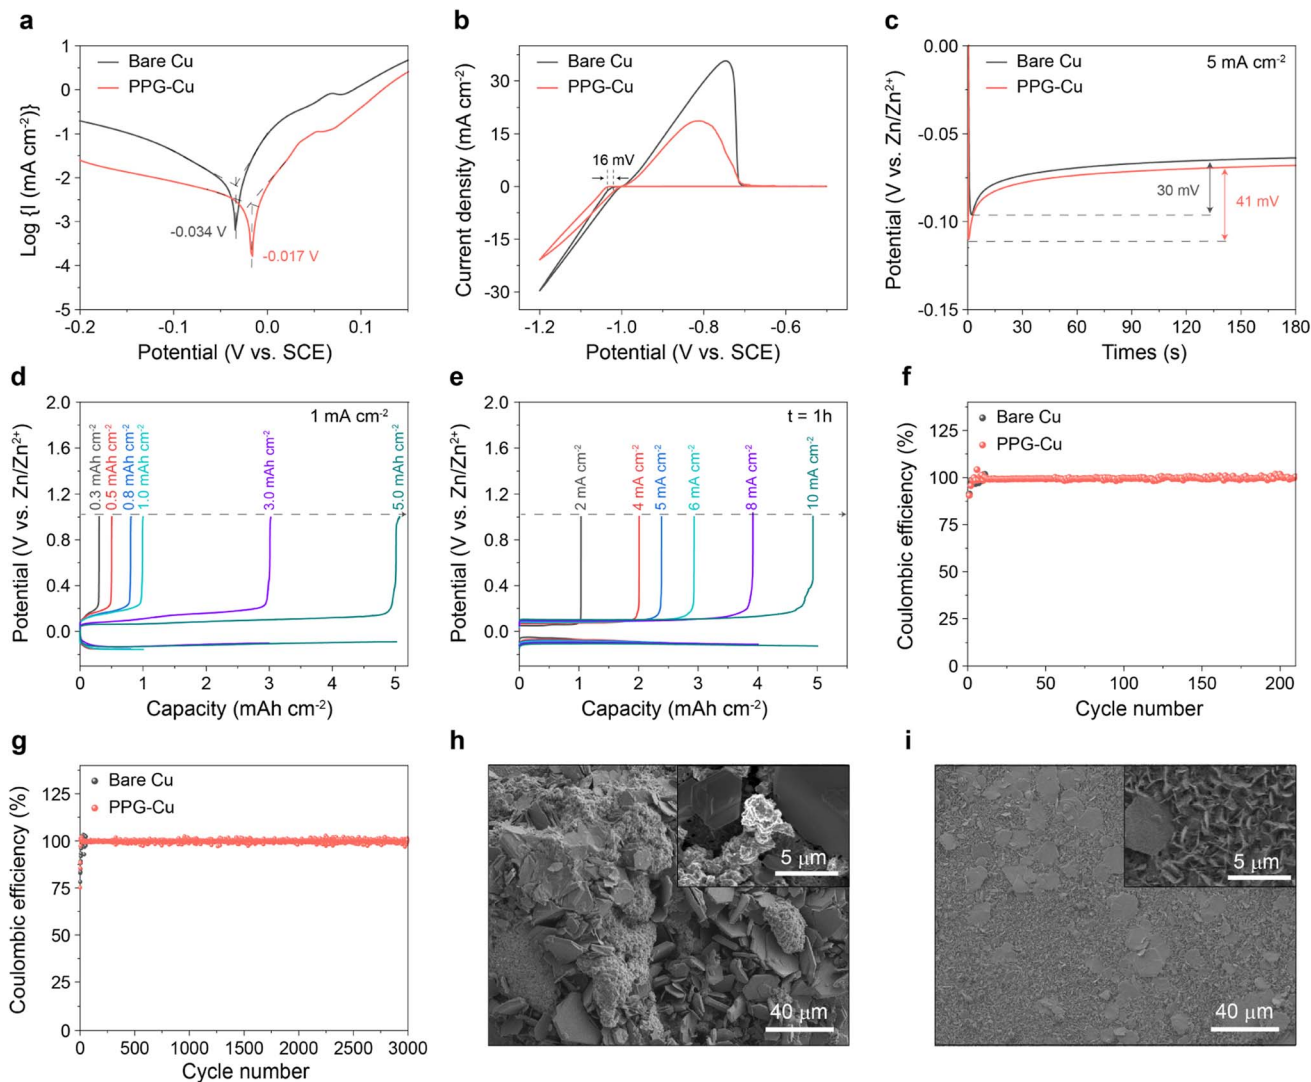 a
Bare Cu
PPG-Cu
Log {I (mA cm-2)}
1
0
-1
-2
-3
-4
-5
-0.034 V
-0.017 V
-0.2
-0.1
0.0
0.1
Potential (V vs. SCE)
b
Bare Cu
PPG-Cu
Current density (mA cm-2)
30
15
0
-15
-30
16 mV
-1.2
-1.0
-0.8
-0.6
Potential (V vs. SCE)
c
Bare Cu
PPG-Cu
5 mA cm-2
Potential (V vs. Zn/Zn2+)
0.00
-0.05
-0.10
-0.15
30 mV
41 mV
0
30
60
90
120
150
180
Times (s)
d
1 mA cm-2
Potential (V vs. Zn/Zn2+)
2.0
1.6
1.2
0.8
0.4
0.0
0.3 mAh cm-2
0.5 mAh cm-2
0.8 mAh cm-2
1.0 mAh cm-2
3.0 mAh cm-2
5.0 mAh cm-2
0
1
2
3
4
5
Capacity (mAh cm-2)
e
t = 1h
Potential (V vs. Zn/Zn2+)
2.0
1.6
1.2
0.8
0.4
0.0
2 mA cm-2
4 mA cm-2
5 mA cm-2
6 mA cm-2
8 mA cm-2
10 mA cm-2
0
1
2
3
4
5
Capacity (mAh cm-2)
f
Bare Cu
PPG-Cu
Coulombic efficiency (%)
125
100
75
50
25
0
0
50
100
150
200
Cycle number
g
Bare Cu
PPG-Cu
Coulombic efficiency (%)
125
100
75
50
25
0
0
500
1000
1500
2000
2500
3000
Cycle number
h
5 μm
40 μm
i
5 μm
40 μm